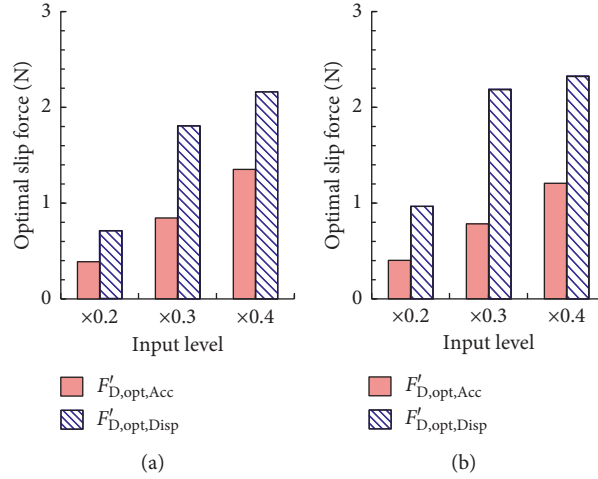 Optimal slip force (N)
3
2
1
0
×0.2 ×0.3 ×0.4
Input level
F′D,opt,Acc
F′D,opt,Disp
(a)
Optimal slip force (N)
3
2
1
0
×0.2 ×0.3 ×0.4
Input level
F′D,opt,Acc
F′D,opt,Disp
(b)